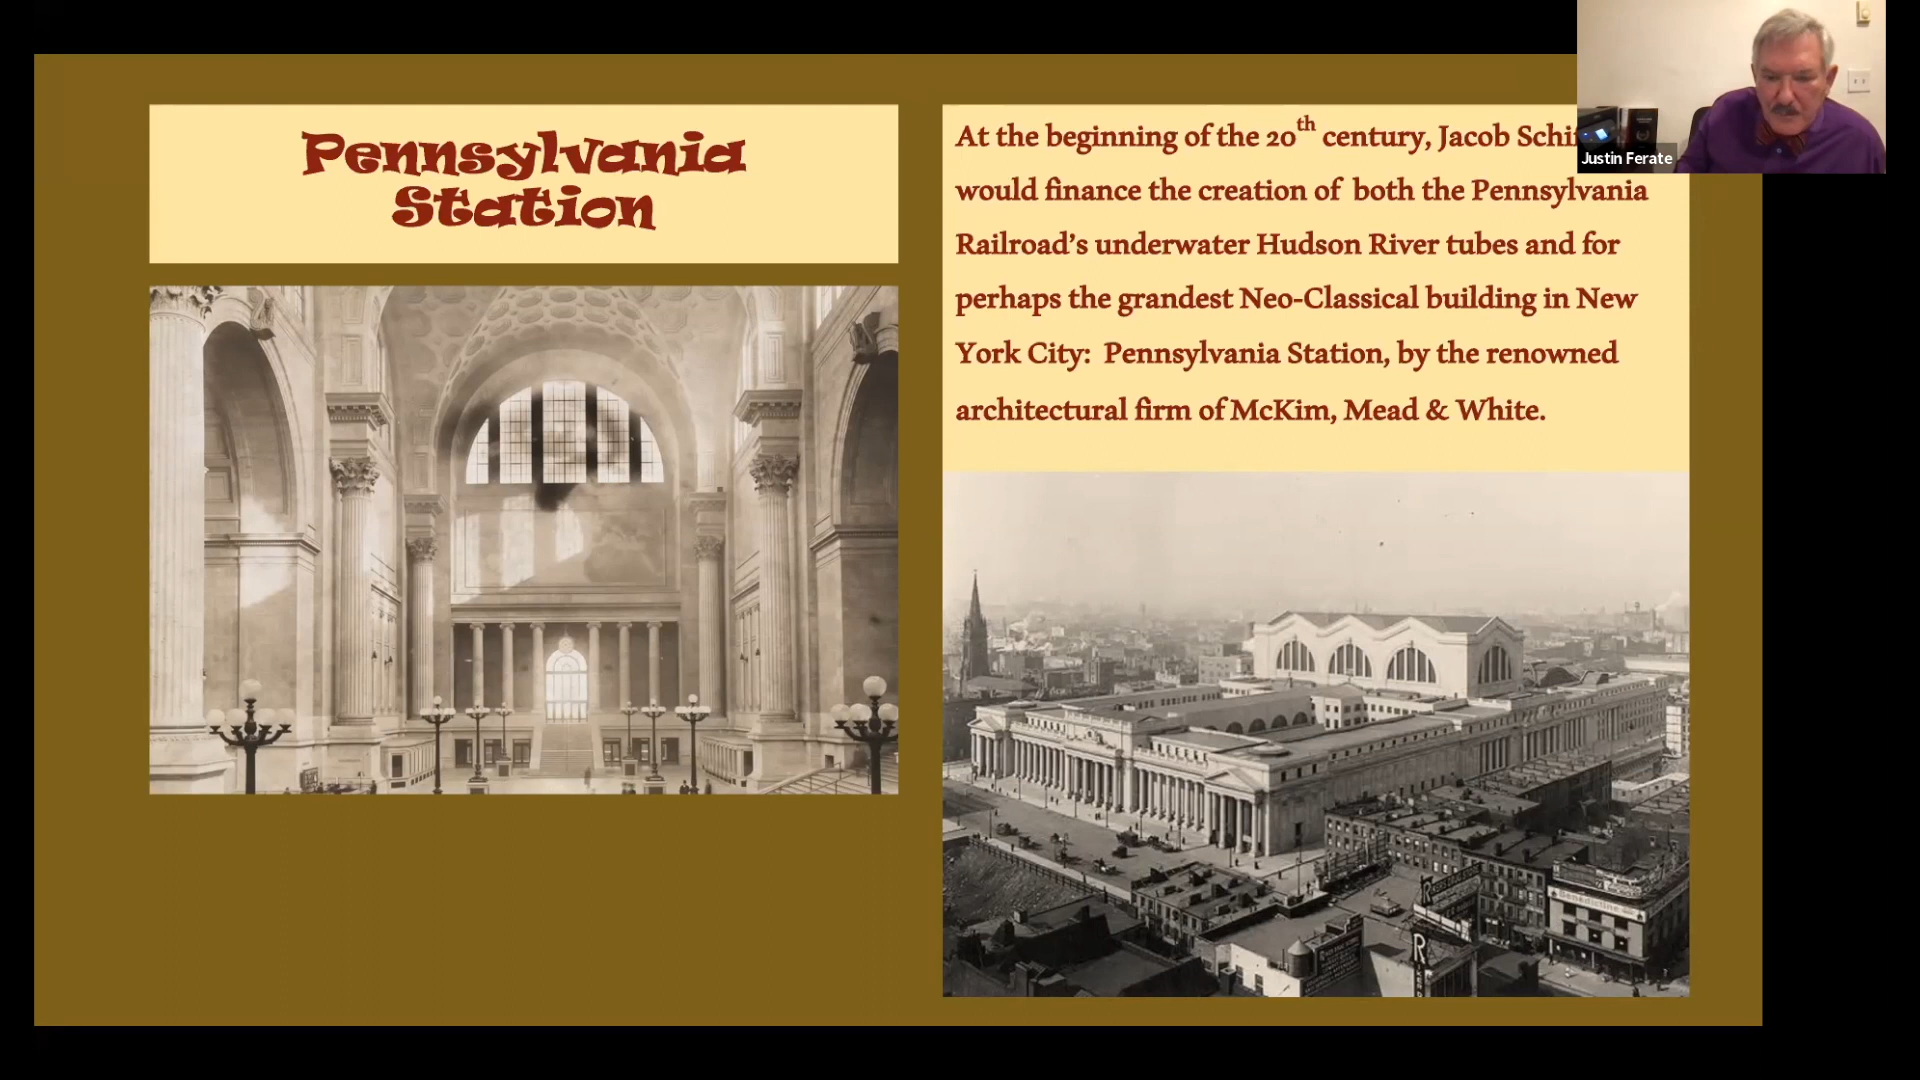 Pennsylvania
Station
At the beginning of the 20th century, Jacob
would finance the creation of both the Pennsylvania
Railroad’s underwater Hudson River tubes and for
perhaps the grandest Neo-Classical building in New
York City: Pennsylvania Station, by the renowned
architectural firm of McKim, Mead & White.
Justin Ferate
Benedictine
R